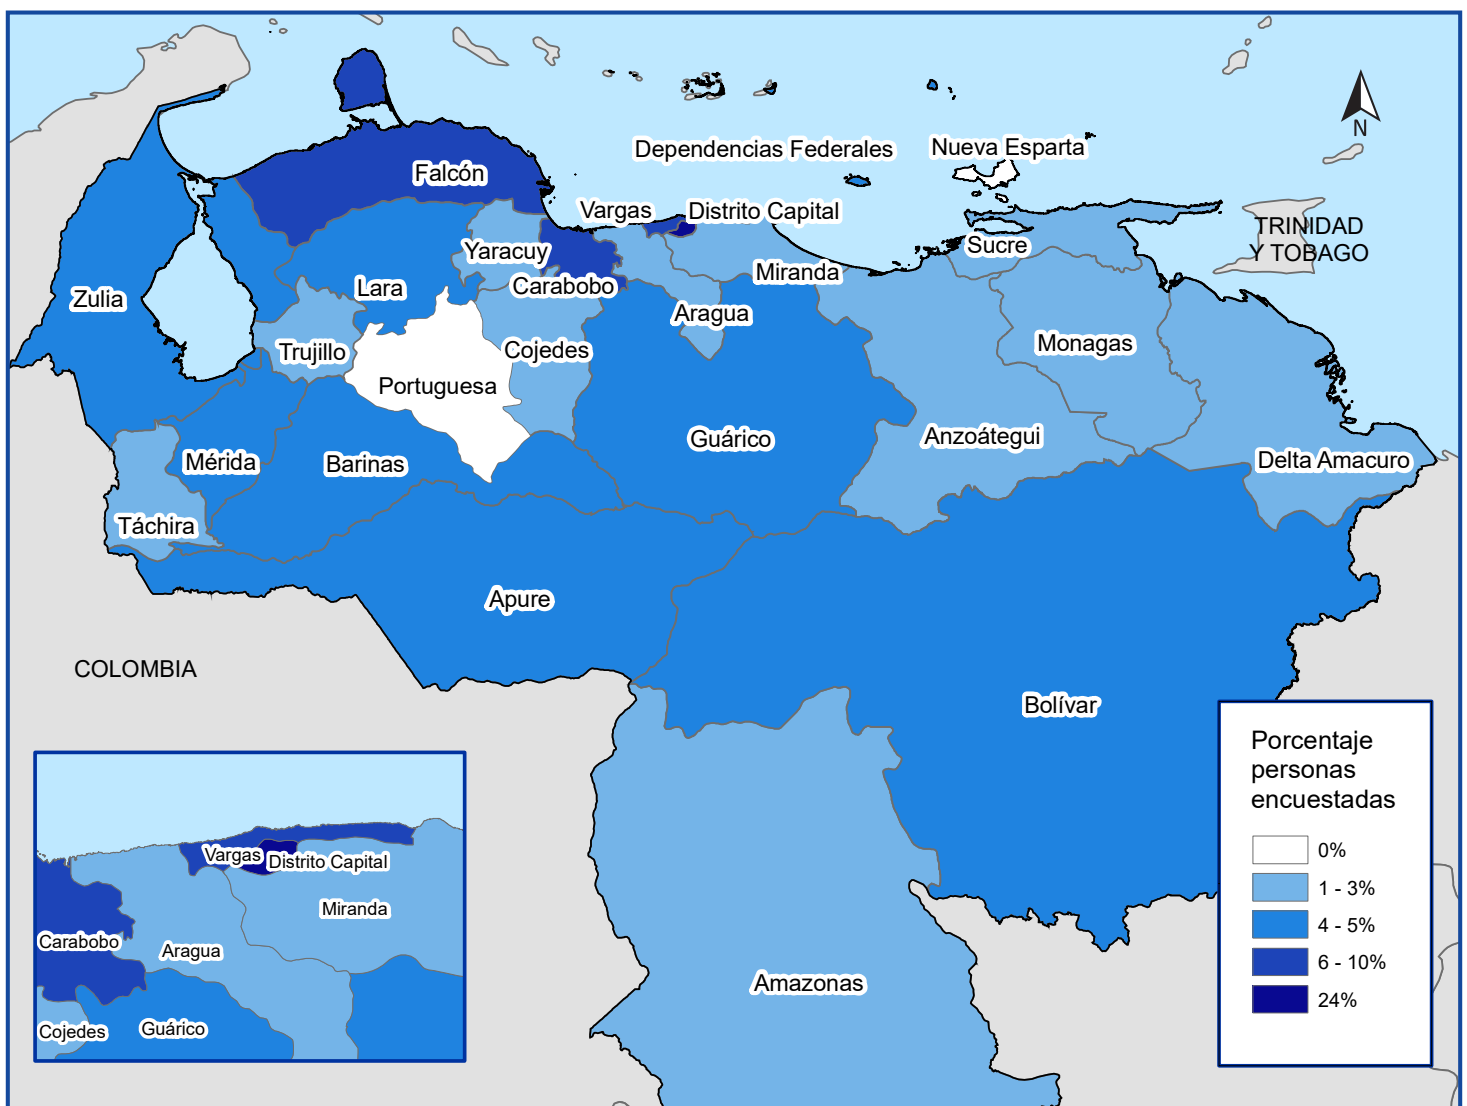 Dependencias Federales
Nueva Esparta
N
Falcón
Vargas
Distrito Capital
TRINIDAD
Y TOBAGO
Yaracuy
Sucre
Miranda
Zulia
Lara
Carabobo
Aragua
Trujillo
Cojedes
Monagas
Portuguesa
Guárico
Anzoátegui
Mérida
Barinas
Delta Amacuro
Táchira
Apure
COLOMBIA
Bolívar
Amazonas
Porcentaje
personas
encuestadas
0%
1 - 3%
4 - 5%
6 - 10%
24%
Vargas
Distrito Capital
Miranda
Carabobo
Aragua
Cojedes
Guárico